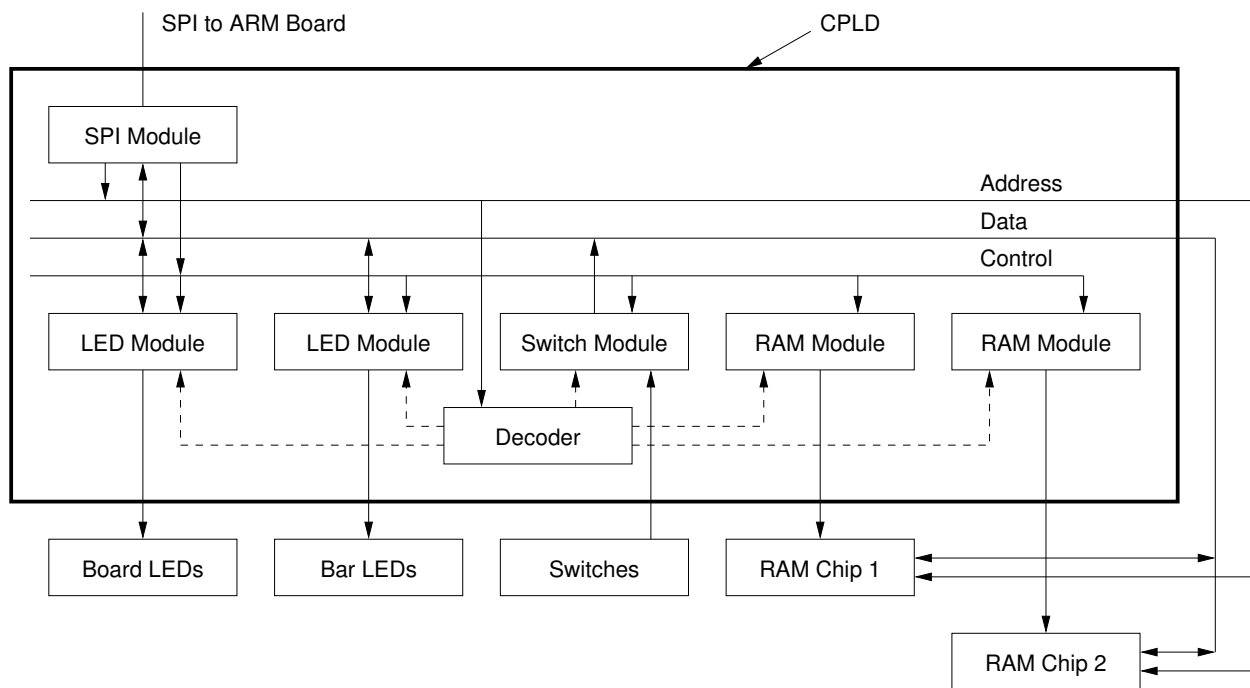 SPI to ARM Board
CPLD
SPI Module
Address
Data
Control
LED Module
LED Module
Switch Module
RAM Module
RAM Module
Decoder
Board LEDs
Bar LEDs
Switches
RAM Chip 1
RAM Chip 2